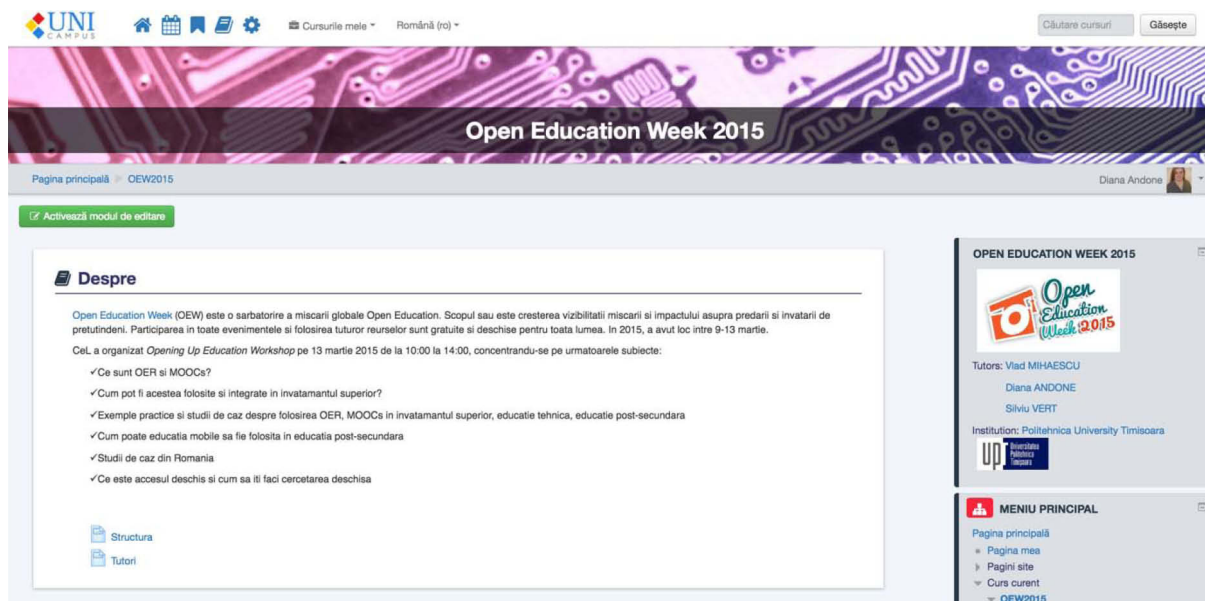 UNI
CAMPUS
Cursurile mele
Română (ro)
Căutare cursuri
Găsește
Open Education Week 2015
Pagina principală
OEW2015
Diana Andone
Activează modul de editare
Despre
Open Education Week (OEW) este o sarbatorire a miscarii globale Open Education. Scopul sau este cresterea vizibilitatii miscarii si impactului asupra predarii si invatarii de
pretutindeni. Participarea in toate evenimentele si folosirea tuturor reurselor sunt gratuite si deschise pentru toata lumea. In 2015, a avut loc intre 9-13 martie.
CeL a organizat Opening Up Education Workshop pe 13 martie 2015 de la 10:00 la 14:00, concentrandu-se pe urmatoarele subiecte:
✓Ce sunt OER si MOOCs?
✓Cum pot fi acestea folosite si integrate in invatamantul superior?
✓Exemple practice si studii de caz despre folosirea OER, MOOCs in invatamantul superior, educatie tehnica, educatie post-secundara
✓Cum poate educatia mobile sa fie folosita in educatia post-secundara
✓Studii de caz din Romania
✓Ce este accesul deschis si cum sa iti faci cercetarea deschisa
Structura
Tutori
OPEN EDUCATION WEEK 2015
Open
Education
Week 2015
Tutors: Vlad MIHAESCU
Diana ANDONE
Silviu VERT
Institution: Politehnica University Timisoara
UPT
Universitatea
Politehnica
Timișoara
MENIU PRINCIPAL
Pagina principală
Pagina mea
Pagini site
Curs curent
OEW2015